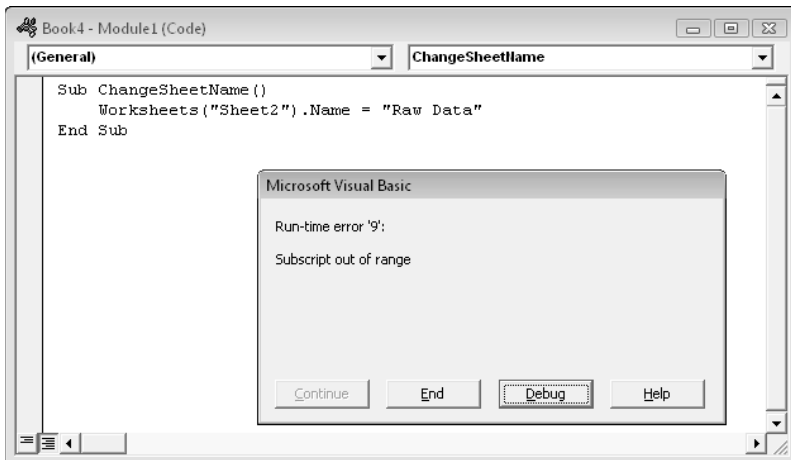 Book4 - Module1 (Code)
(General)
ChangeSheetName
Sub ChangeSheetName()
Worksheets("Sheet2").Name = "Raw Data"
End Sub
Microsoft Visual Basic
Run-time error '9':
Subscript out of range
Continue
End
Debug
Help